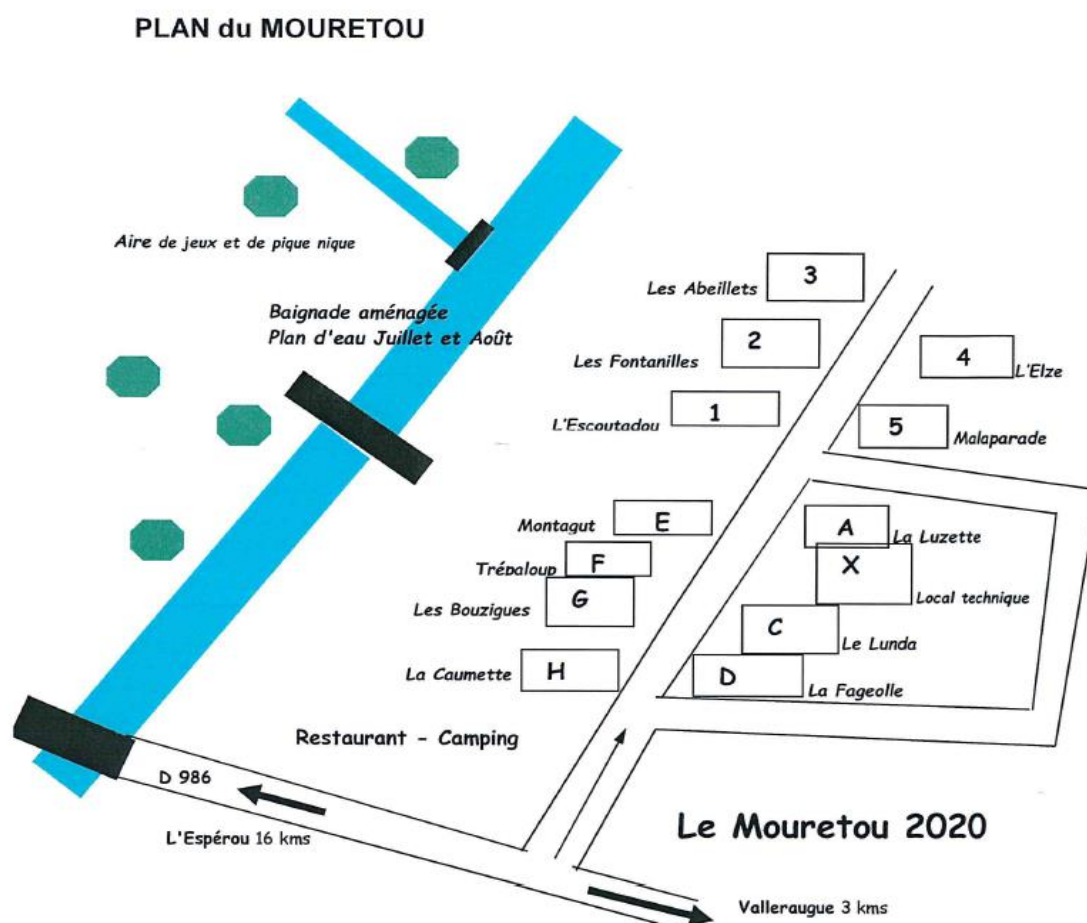 PLAN du MOURETOU
Aire de jeux et de pique nique
Baignade aménagée
Plan d'eau Juillet et Août
3
Les Abeillets
2
Les Fontanilles
4
L'Elze
1
L'Escoutadou
5
Malaparade
E
Montagut
A
La Luzette
F
Trépaloup
X
Local technique
G
Les Bouzigues
C
Le Lunda
H
La Caumette
D
La Fageolle
Restaurant - Camping
D 986
L'Espérou 16 kms
Le Mouretou 2020
Valleraugue 3 kms